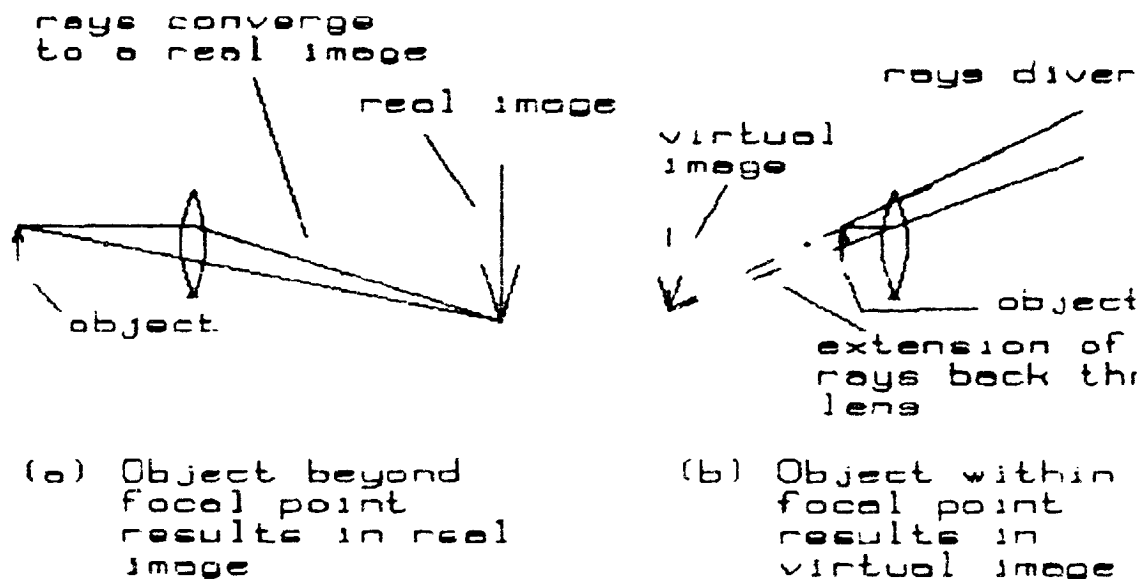 rays converge
to a real image
real image
object
(a) Object beyond
focal point
results in real
image
rays diver
virtual
image
object
extension of
rays back thr
lens
(b) Object within
focal point
results in
virtual image